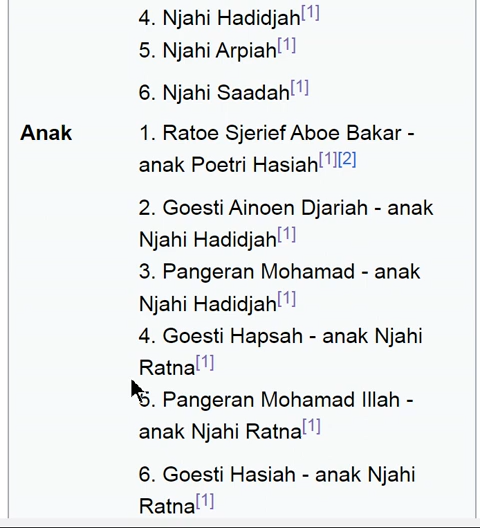 4. Njahi Hadidjah[1]
5. Njahi Arpiah[1]
6. Njahi Saadah[1]
Anak
1. Ratoe Sjerief Aboe Bakar -
anak Poetri Hasiah[1][2]
2. Goesti Ainoen Djariah - anak
Njahi Hadidjah[1]
3. Pangeran Mohamad - anak
Njahi Hadidjah[1]
4. Goesti Hapsah - anak Njahi
Ratna[1]
5. Pangeran Mohamad Illah -
anak Njahi Ratna[1]
6. Goesti Hasiah - anak Njahi
Ratna[1]